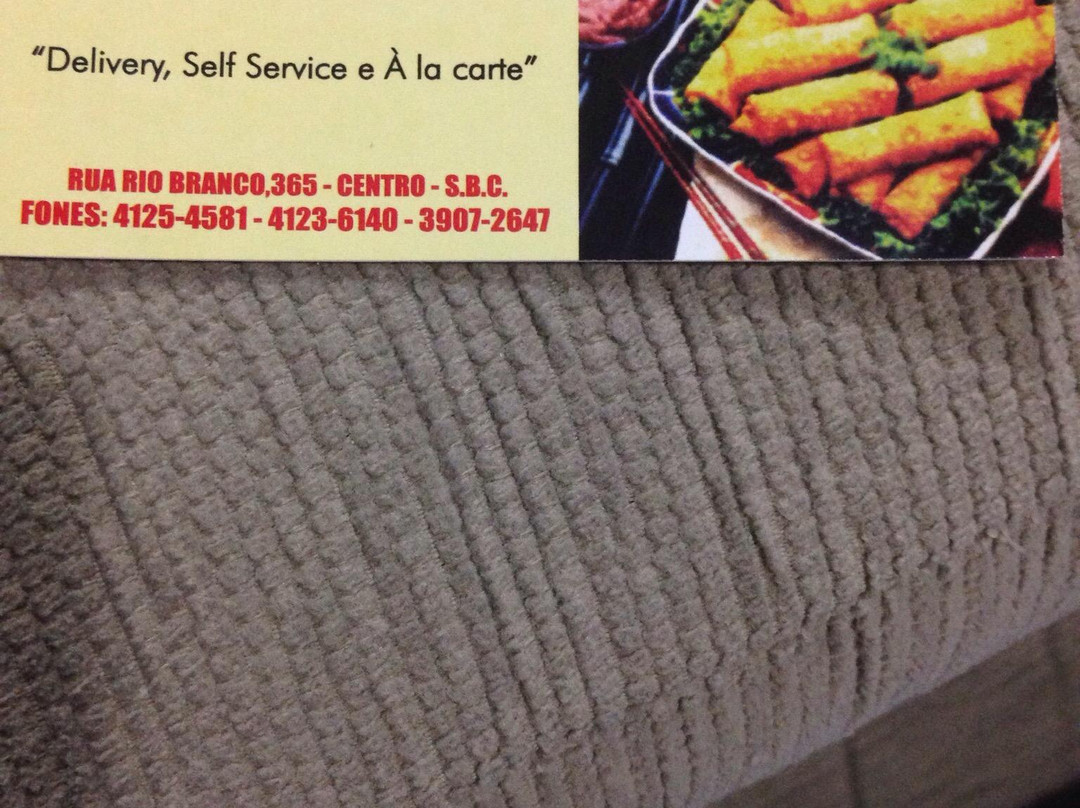 “Delivery, Self Service e À la carte”
RUA RIO BRANCO,365 - CENTRO - S.B.C.
FONES: 4125-4581 - 4123-6140 - 3907-2647